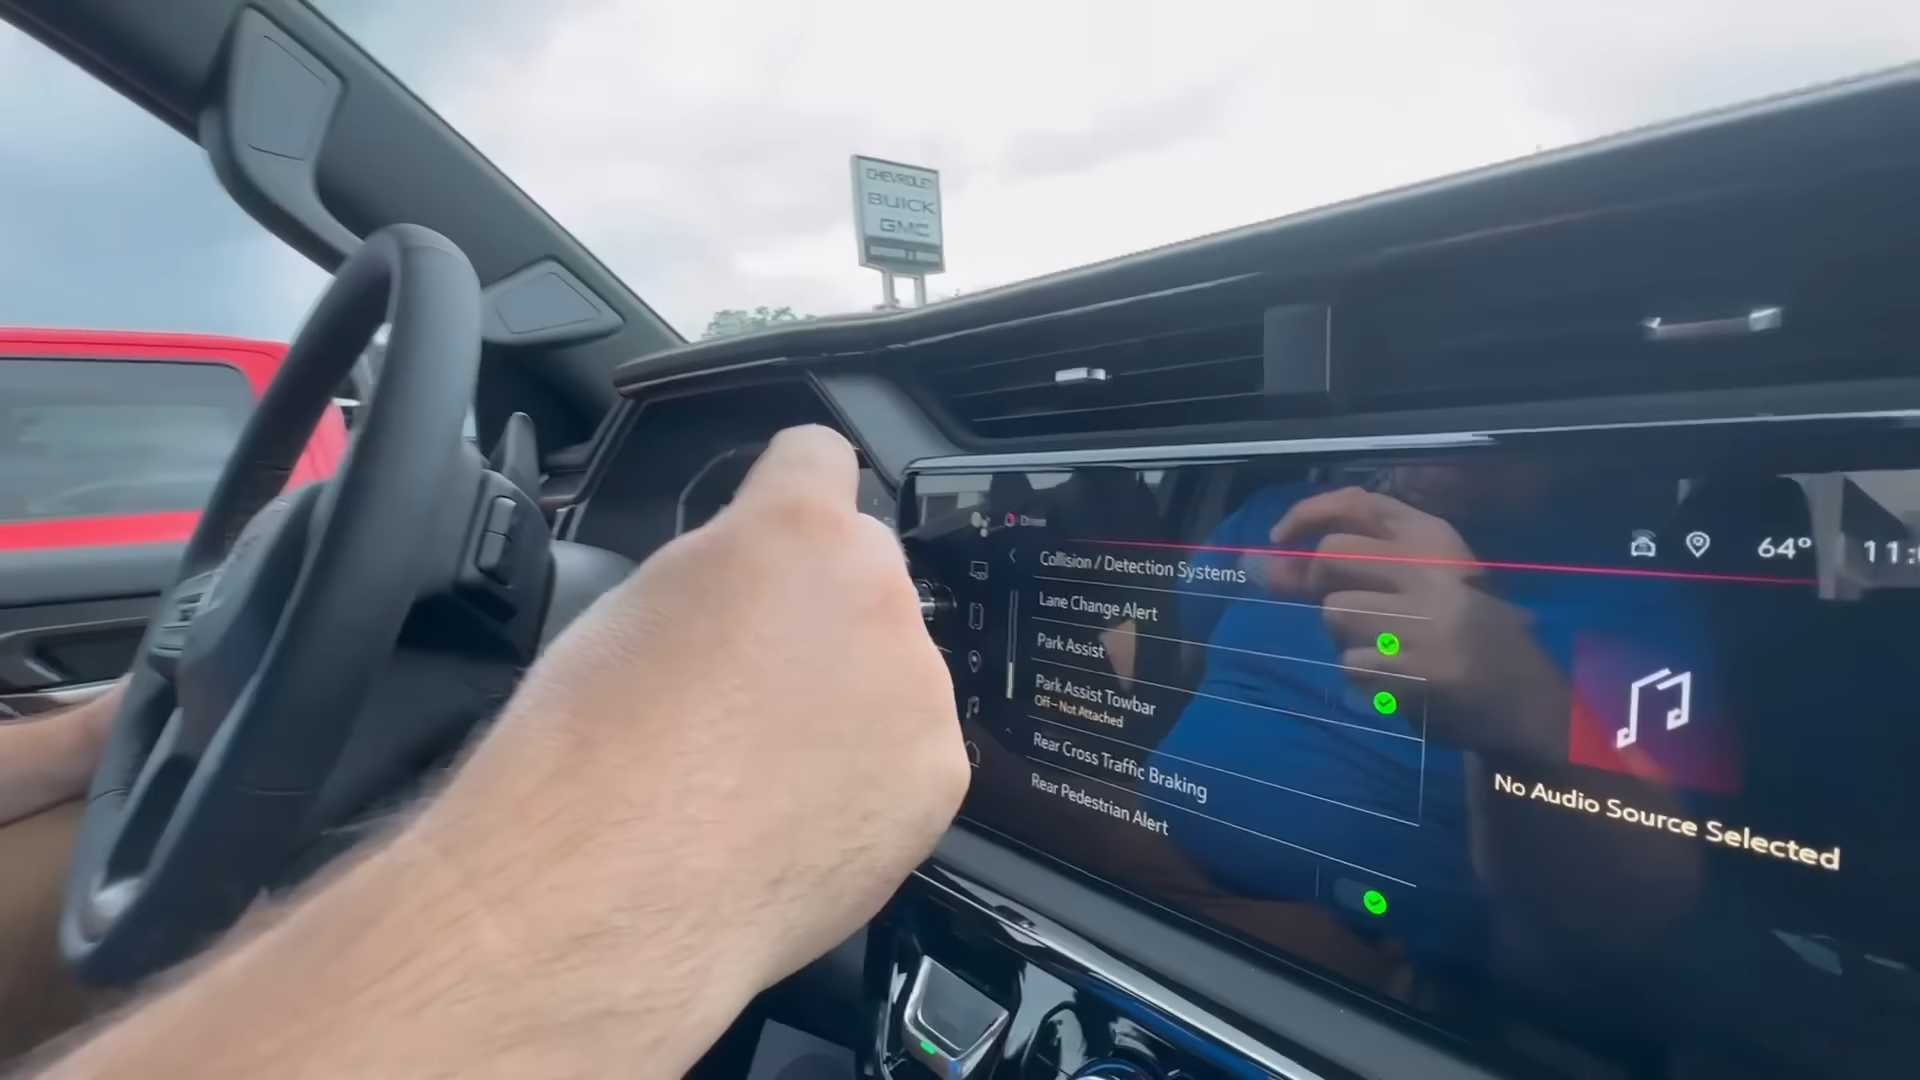 CHEVROLET
BUICK
GMC
Driver
64°
Collision / Detection Systems
Lane Change Alert
Park Assist
Park Assist Towbar
Off – Not Attached
Rear Cross Traffic Braking
Rear Pedestrian Alert
No Audio Source Selected